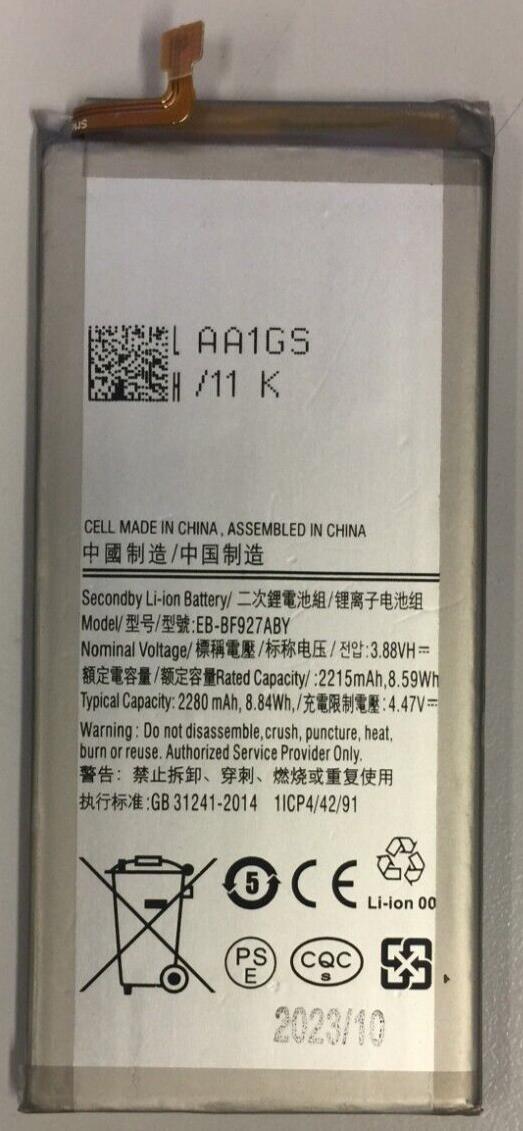 L AA1GS
H /11 K
CELL MADE IN CHINA, ASSEMBLED IN CHINA
中國制造/中国制造
Secondby Li-ion Battery/ 二次鋰電池組/锂离子电池组
Model/型号/型號:EB-BF927ABY
Nominal Voltage/標稱電壓/标称电压/전압:3.88VH⎓
額定電容量/額定容量Rated Capacity/:2215mAh,8.59Wh
Typical Capacity: 2280 mAh, 8.84Wh,/充電限制電壓: 4.47V⎓
Warning: Do not disassemble,crush, puncture, heat,
burn or reuse. Authorized Service Provider Only.
警告: 禁止拆卸、穿刺、燃烧或重复使用
执行标准:GB 31241-2014 1ICP4/42/91
5 CE
Li-ion 00
PS
E
CQC
S
2023/10